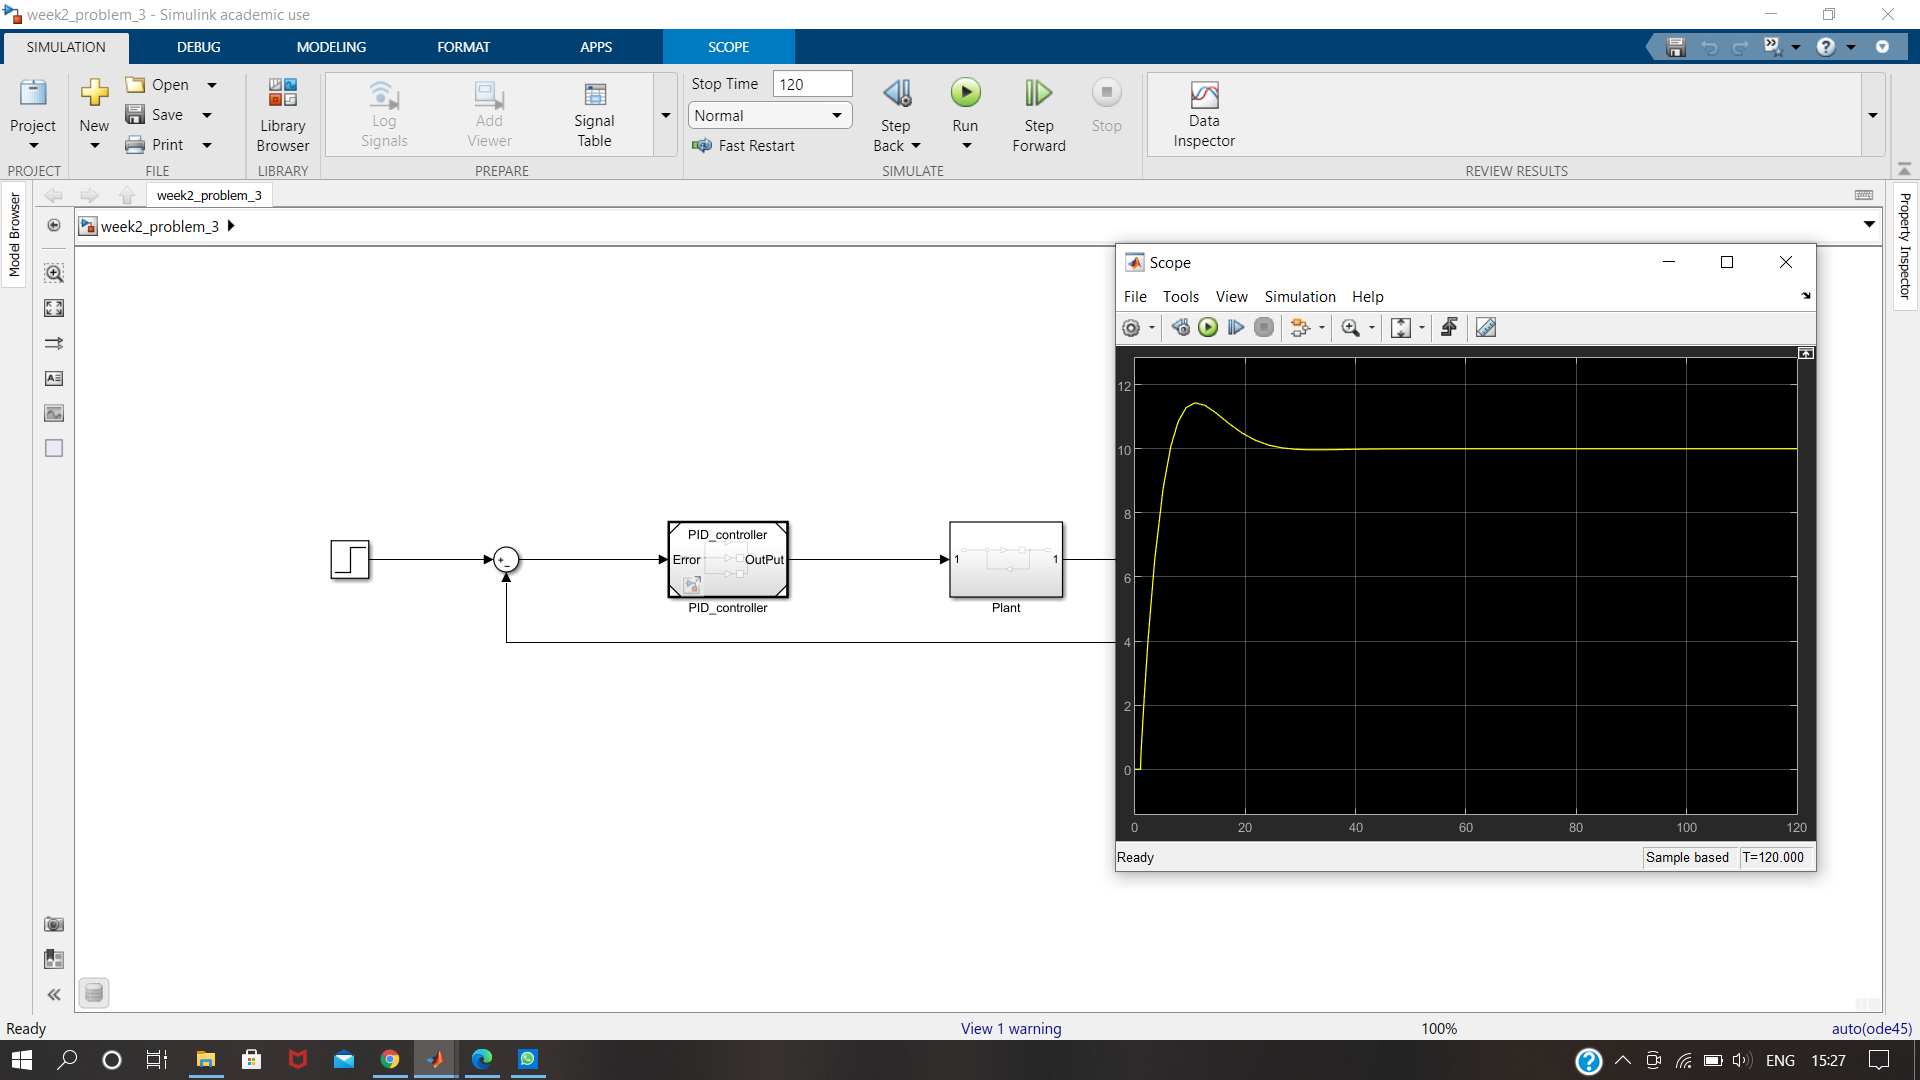 week2_problem_3 - Simulink academic use
SIMULATION DEBUG MODELING FORMAT APPS SCOPE
Project
New
Open
Save
Print
Library Browser
Log Signals
Add Viewer
Signal Table
Stop Time 120
Normal
Fast Restart
Step Back
Run
Step Forward
Stop
Data Inspector
PROJECT FILE LIBRARY PREPARE SIMULATE REVIEW RESULTS
Model Browser
week2_problem_3
week2_problem_3
Property Inspector
PID_controller
Error OutPut
PID_controller
1 1
Plant
Scope
File Tools View Simulation Help
12
10
8
6
4
2
0
0 20 40 60 80 100 120
Ready Sample based T=120.000
Ready View 1 warning 100% auto(ode45)
ENG 15:27